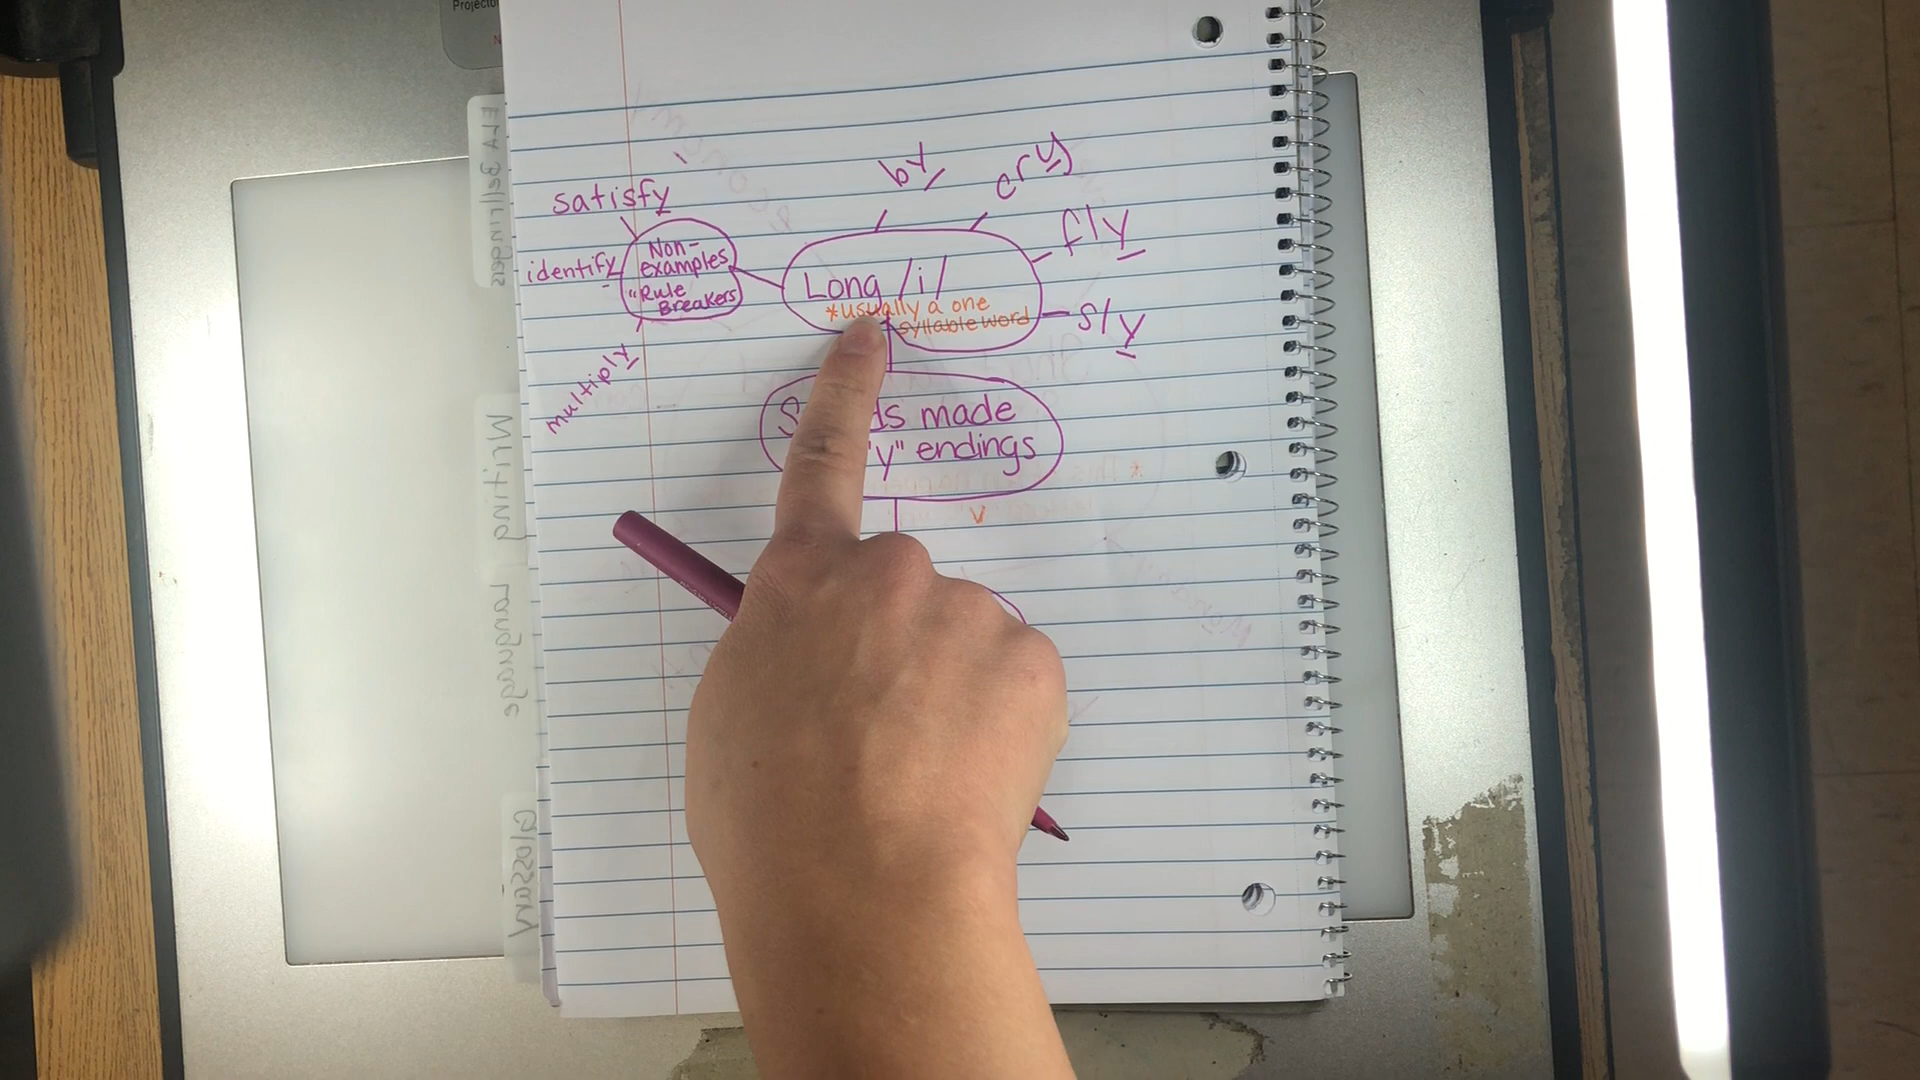 Projector
by
cry
satisfy
fly
Non-
examples
identify
Long /i/
"Rule
Breakers
*usually a one
syllable word
sly
multiply
made
"y" endings
ELA Bellringers
Writing
Language
Glossary